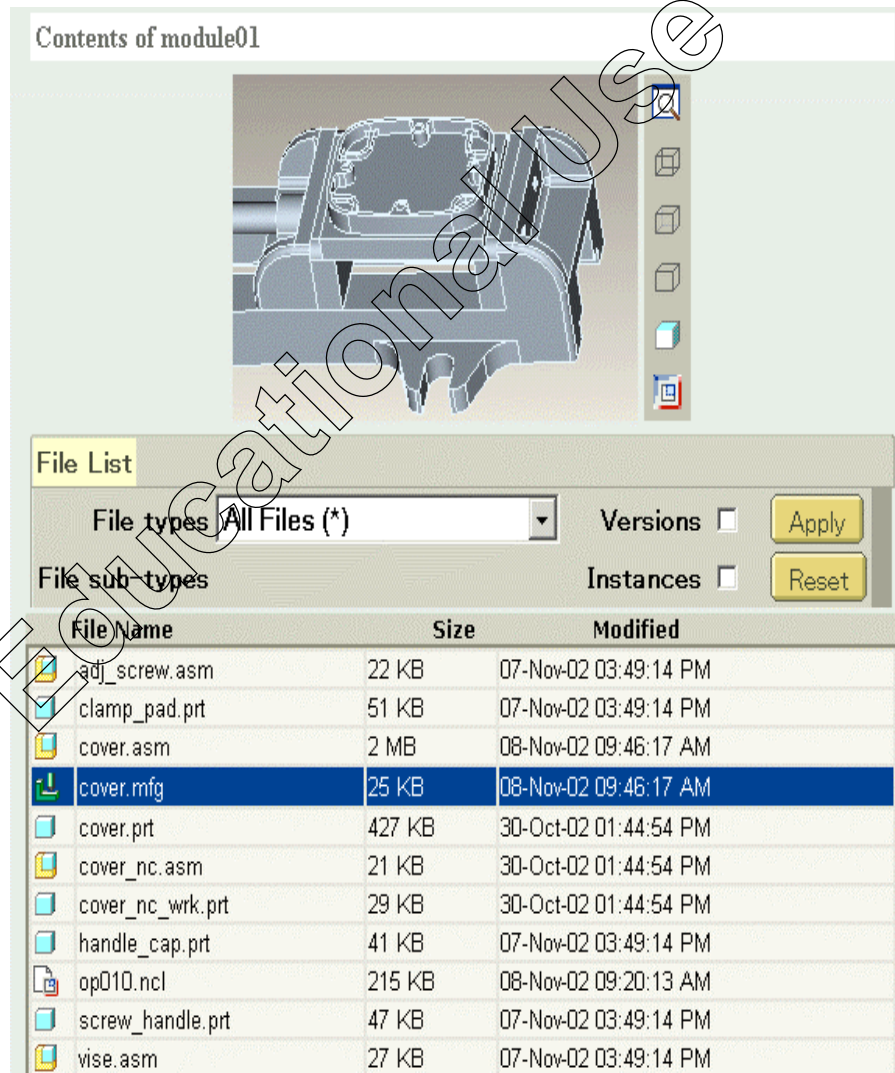 Contents of module01
File List
File types All Files (*) Versions Apply
File sub-types Instances Reset
File Name Size Modified
adj_screw.asm 22 KB 07-Nov-02 03:49:14 PM
clamp_pad.prt 51 KB 07-Nov-02 03:49:14 PM
cover.asm 2 MB 08-Nov-02 09:46:17 AM
cover.mfg 25 KB 08-Nov-02 09:46:17 AM
cover.prt 427 KB 30-Oct-02 01:44:54 PM
cover_nc.asm 21 KB 30-Oct-02 01:44:54 PM
cover_nc_wrk.prt 29 KB 30-Oct-02 01:44:54 PM
handle_cap.prt 41 KB 07-Nov-02 03:49:14 PM
op010.ncl 215 KB 08-Nov-02 09:20:13 AM
screw_handle.prt 47 KB 07-Nov-02 03:49:14 PM
vise.asm 27 KB 07-Nov-02 03:49:14 PM
Educational Use